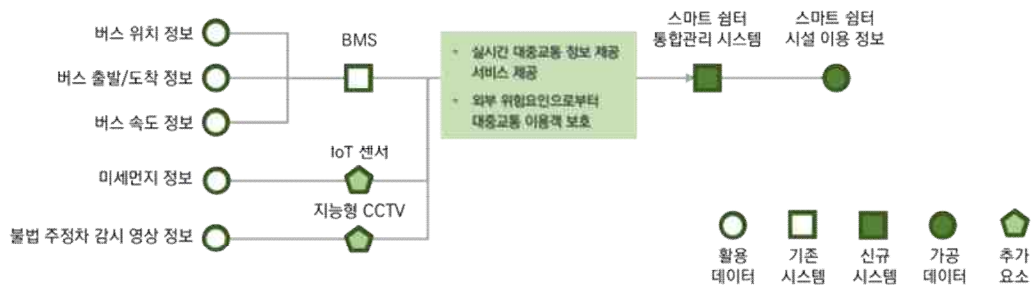 버스 위치 정보
버스 출발/도착 정보
버스 속도 정보
미세먼지 정보
불법 주정차 감시 영상 정보
BMS
IoT 센서
지능형 CCTV
• 실시간 대중교통 정보 제공
서비스 제공
• 외부 위험요인으로부터
대중교통 이용객 보호
스마트 쉼터
통합관리 시스템
스마트 쉼터
시설 이용 정보
활용
데이터
기존
시스템
신규
시스템
가공
데이터
추가
요소